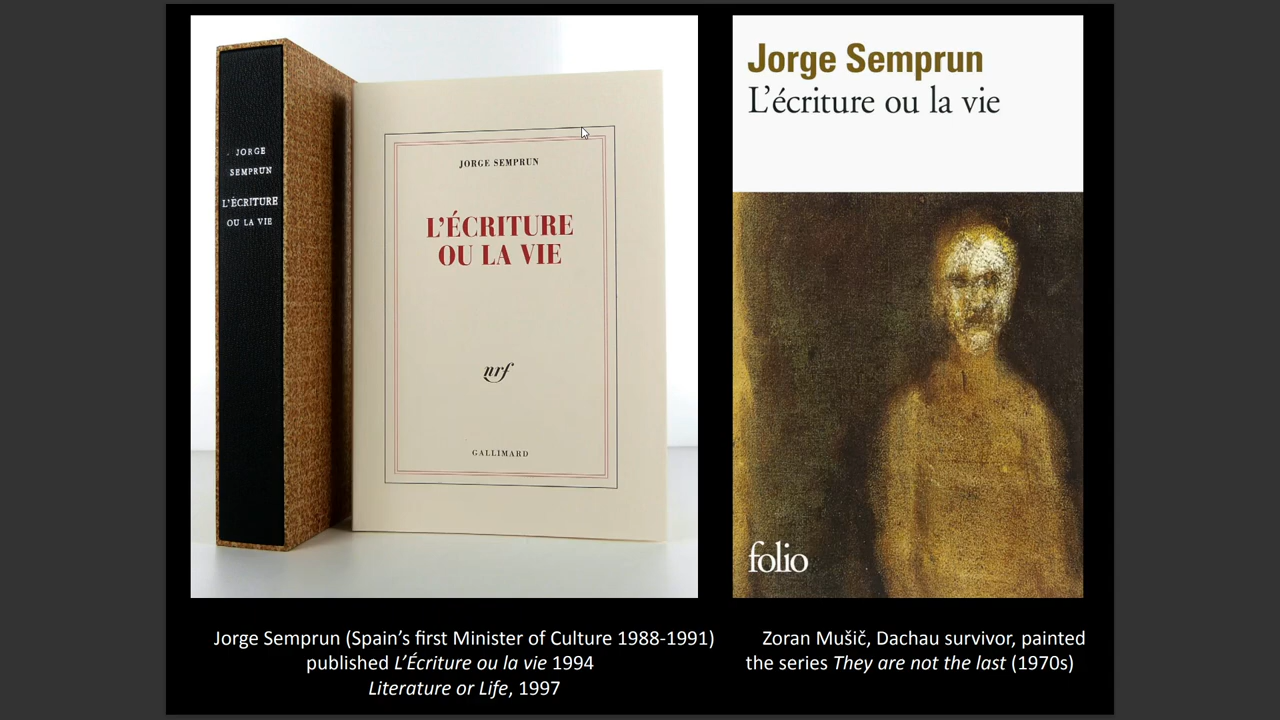 JORGE
SEMPRUN
L'ÉCRITURE
OU LA VIE
JORGE SEMPRUN
L'ÉCRITURE
OU LA VIE
nrf
GALLIMARD
Jorge Semprun
L'écriture ou la vie
folio
Jorge Semprun (Spain's first Minister of Culture 1988-1991)
published L'Écriture ou la vie 1994
Literature or Life, 1997
Zoran Mušič, Dachau survivor, painted
the series They are not the last (1970s)